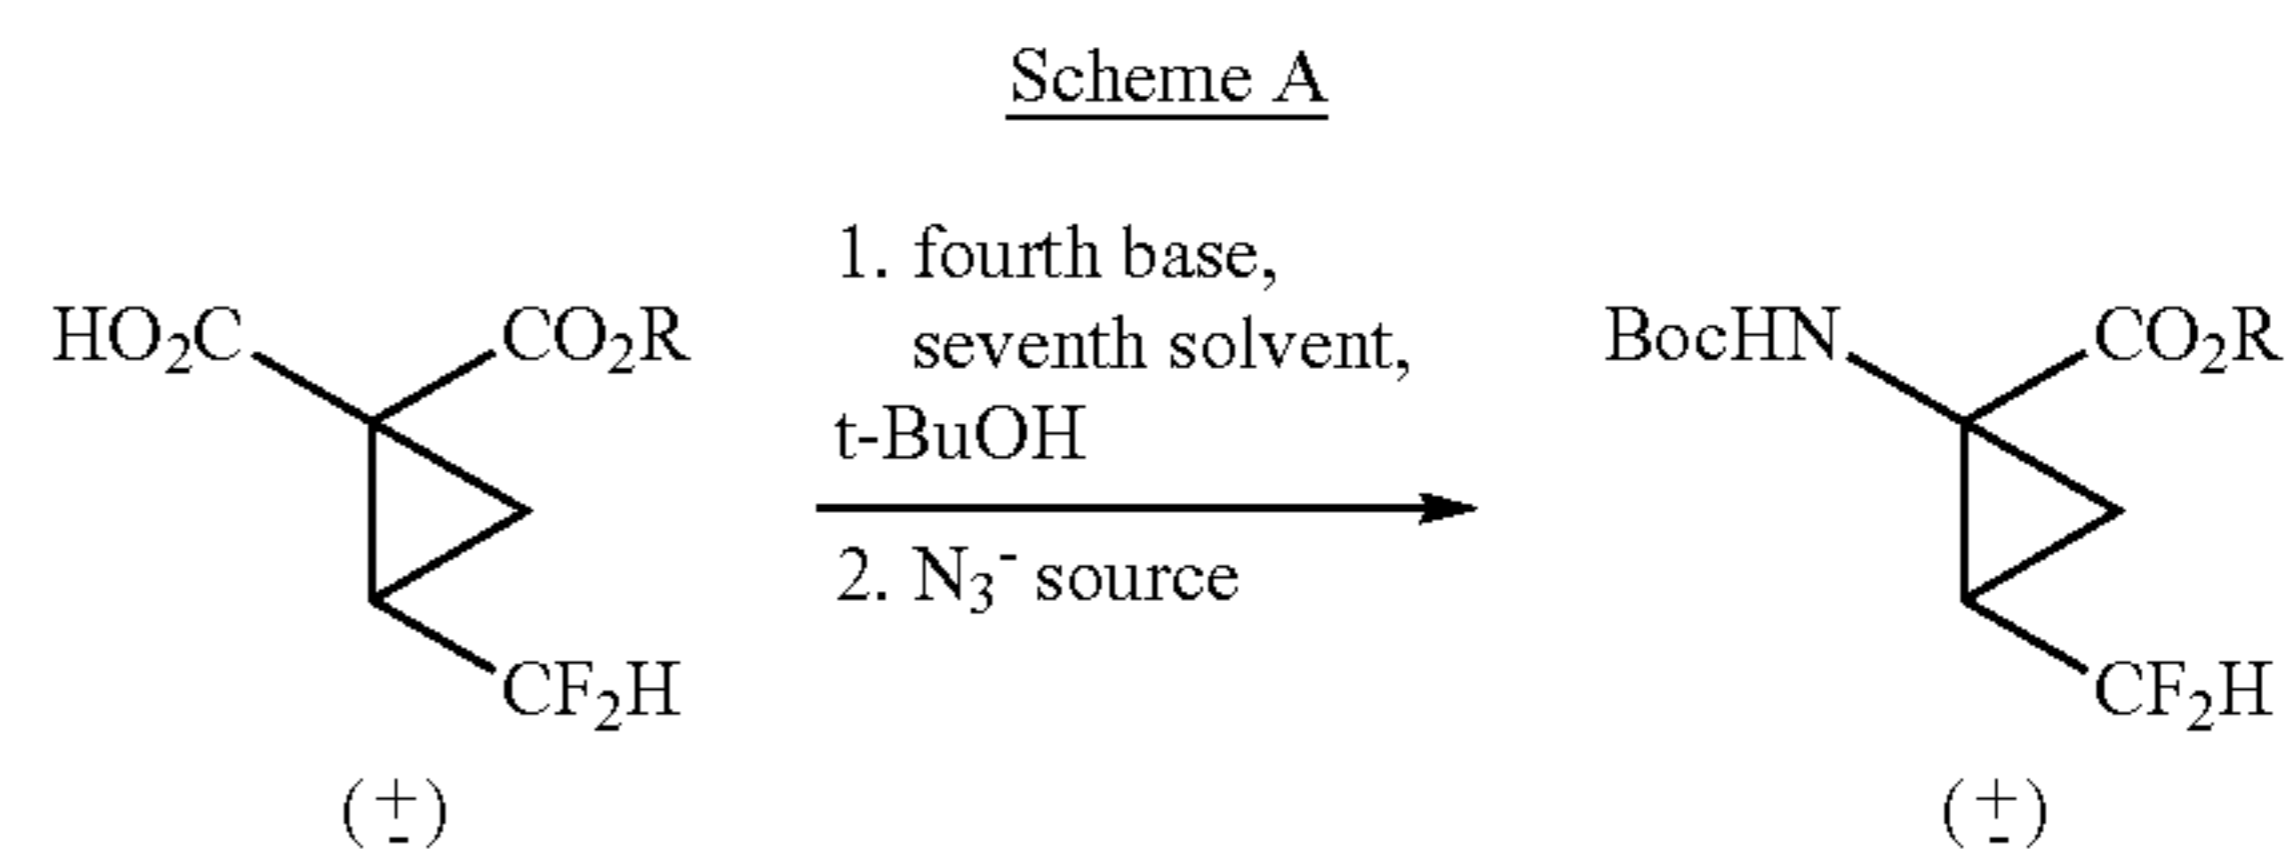 Scheme A
1. fourth base,
seventh solvent,
t-BuOH
2. N₃⁻ source
HO₂C CO₂R
CF₂H
(±)
BocHN CO₂R
CF₂H
(±)